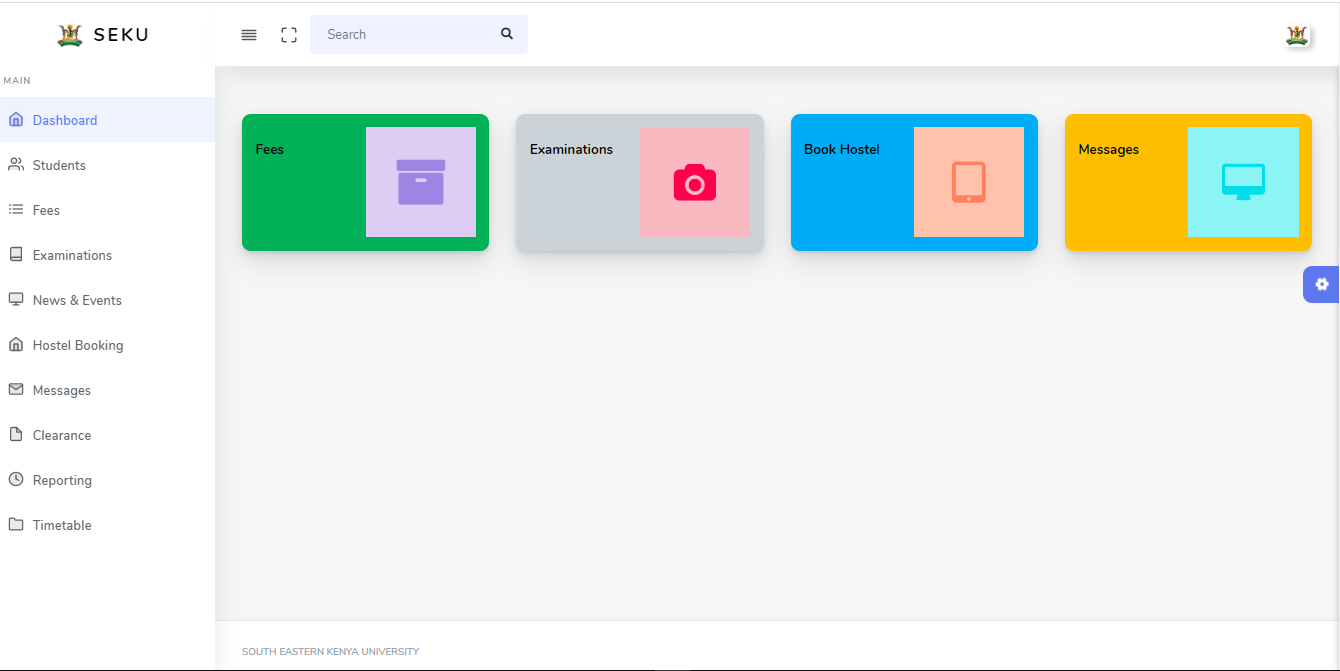 SEKU
Search
MAIN
Dashboard
Students
Fees
Examinations
News & Events
Hostel Booking
Messages
Clearance
Reporting
Timetable
Fees
Examinations
Book Hostel
Messages
SOUTH EASTERN KENYA UNIVERSITY